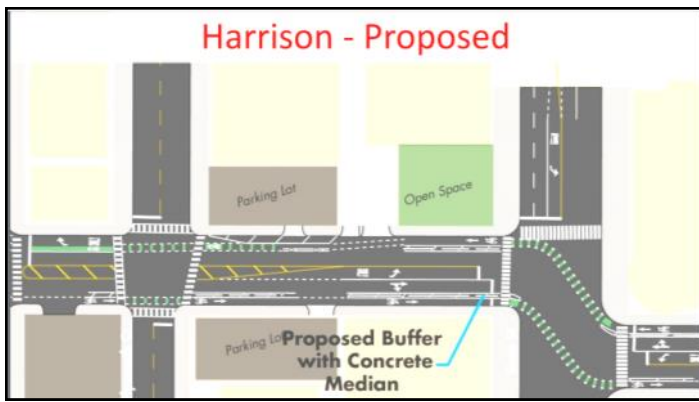 Harrison - Proposed
Parking Lot
Open Space
Parking Lot
Proposed Buffer
with Concrete
Median